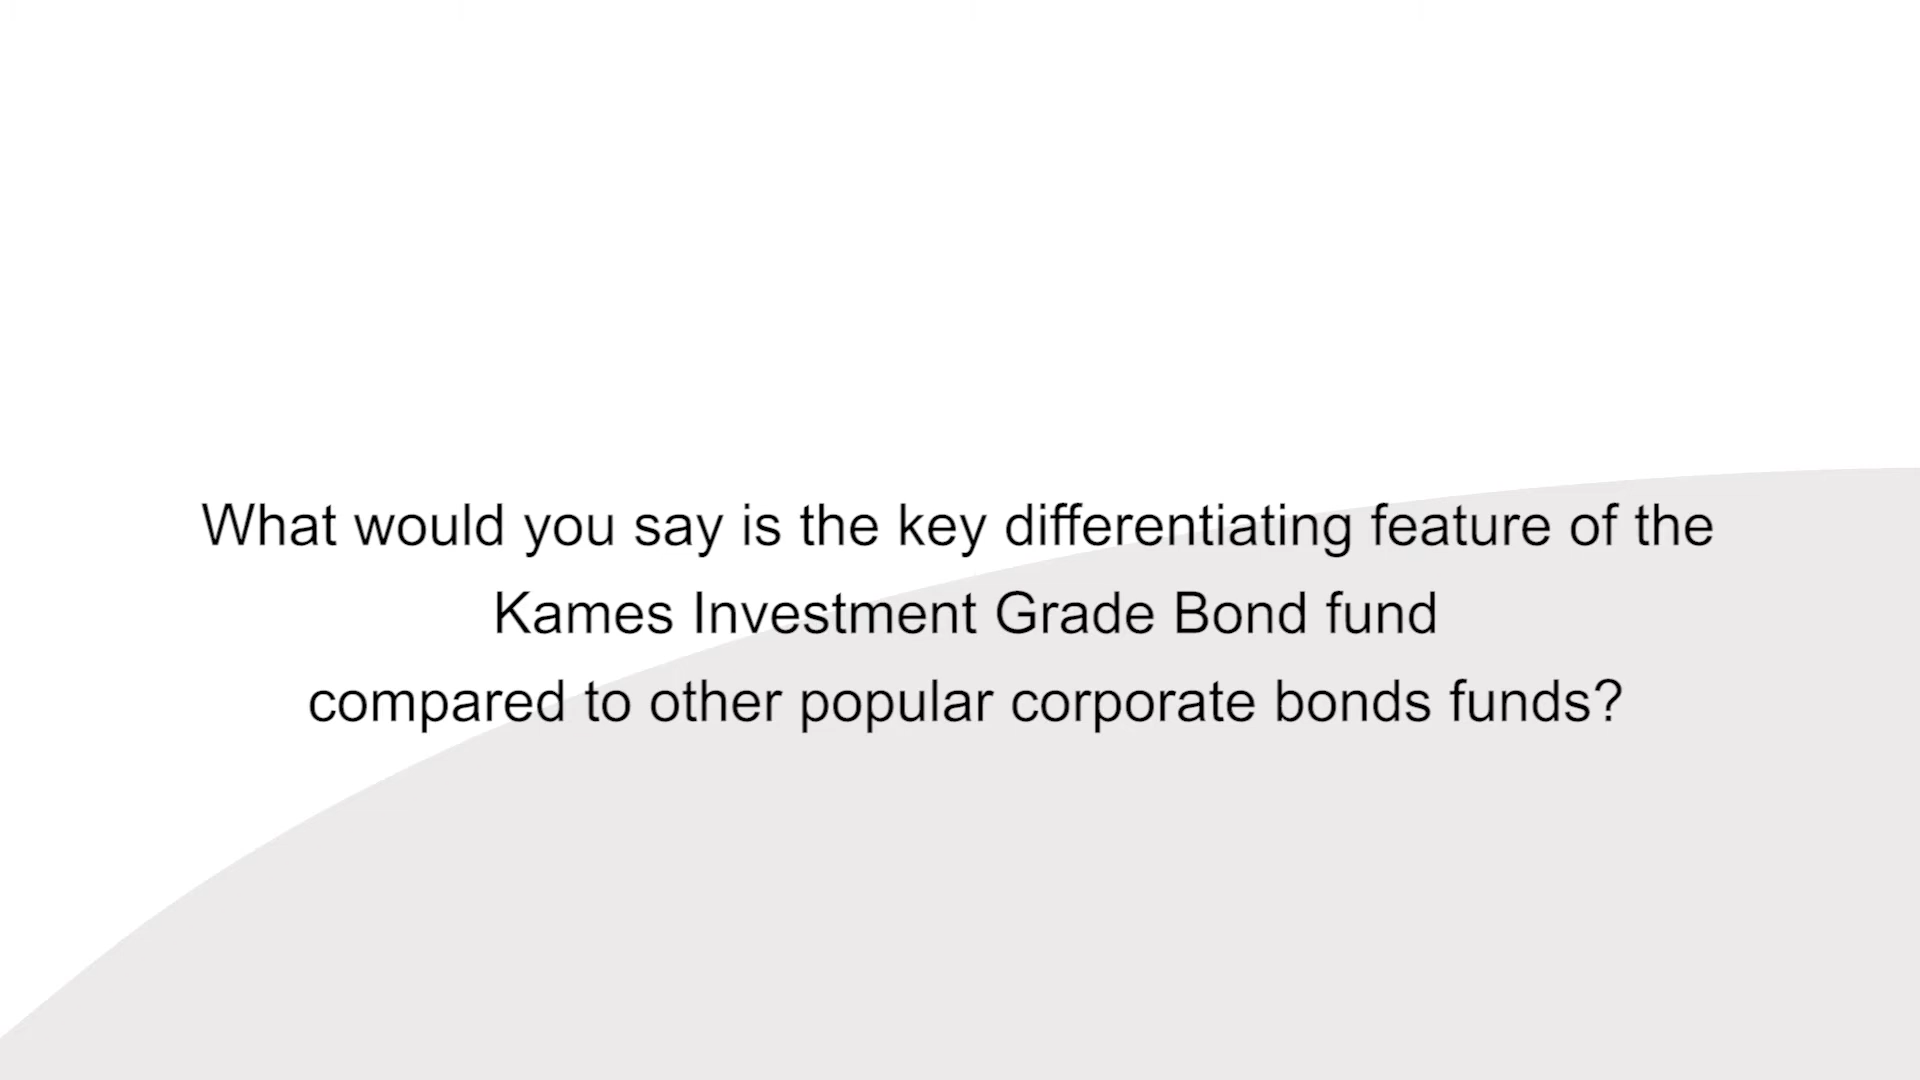 What would you say is the key differentiating feature of the
Kames Investment Grade Bond fund
compared to other popular corporate bonds funds?